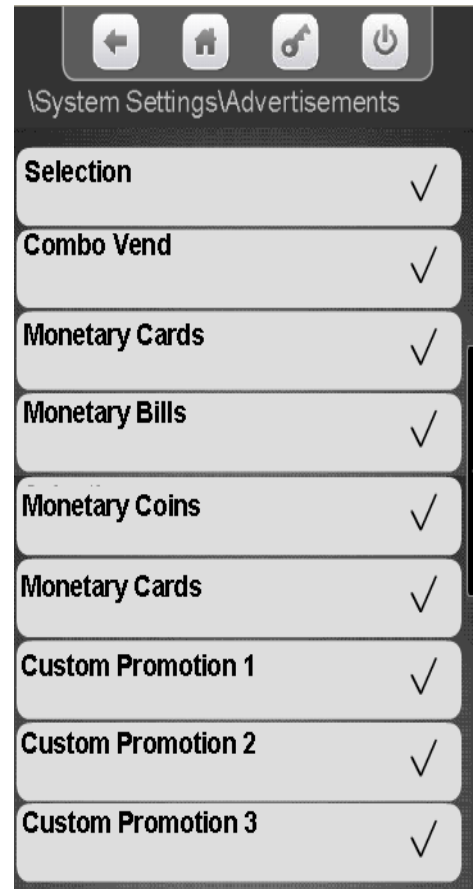 \System Settings\Advertisements
Selection
Combo Vend
Monetary Cards
Monetary Bills
Monetary Coins
Monetary Cards
Custom Promotion 1
Custom Promotion 2
Custom Promotion 3